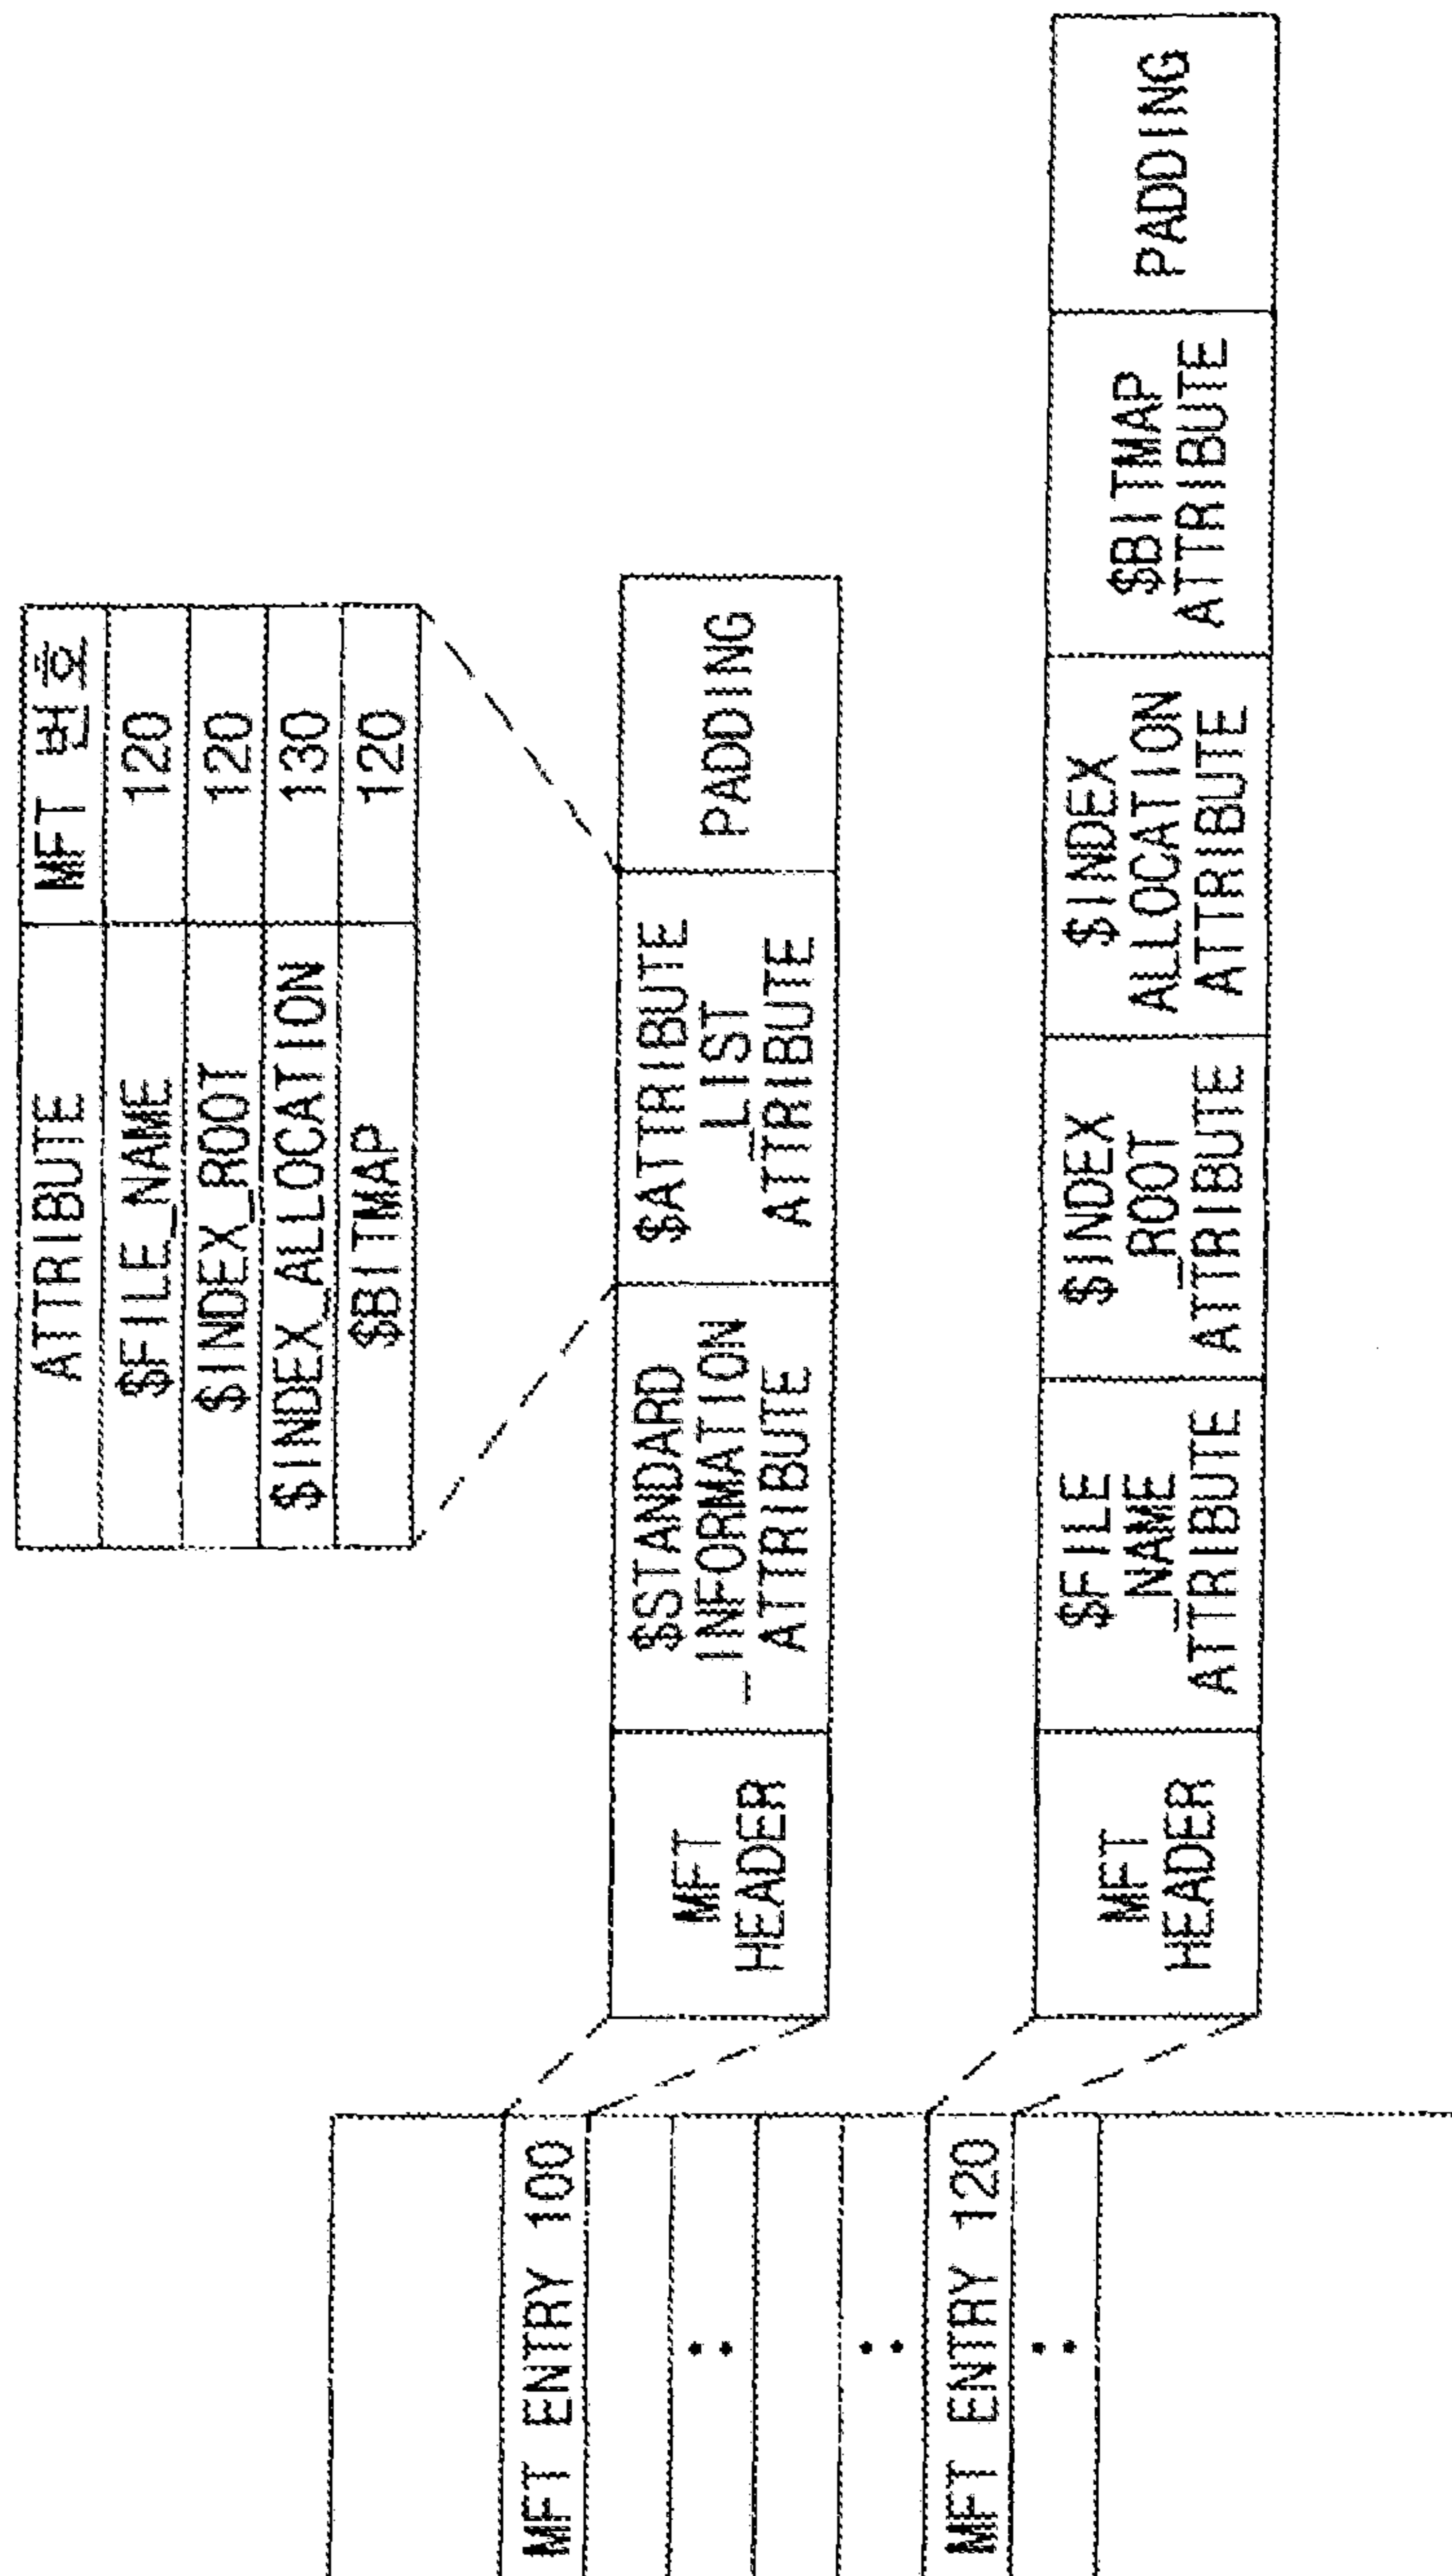 ATTRIBUTE MFT 번호
$FILE_NAME 120
$INDEX_ROOT 120
$INDEX_ALLOCATION 130
$BITMAP 120
MFT ENTRY 100
MFT
HEADER
$STANDARD
_INFORMATION
ATTRIBUTE
$ATTRIBUTE
_LIST
ATTRIBUTE
PADDING
:
:
MFT ENTRY 120
MFT
HEADER
$FILE
_NAME
ATTRIBUTE
$INDEX
_ROOT
ATTRIBUTE
$INDEX
ALLOCATION
ATTRIBUTE
$BITMAP
ATTRIBUTE
PADDING
: